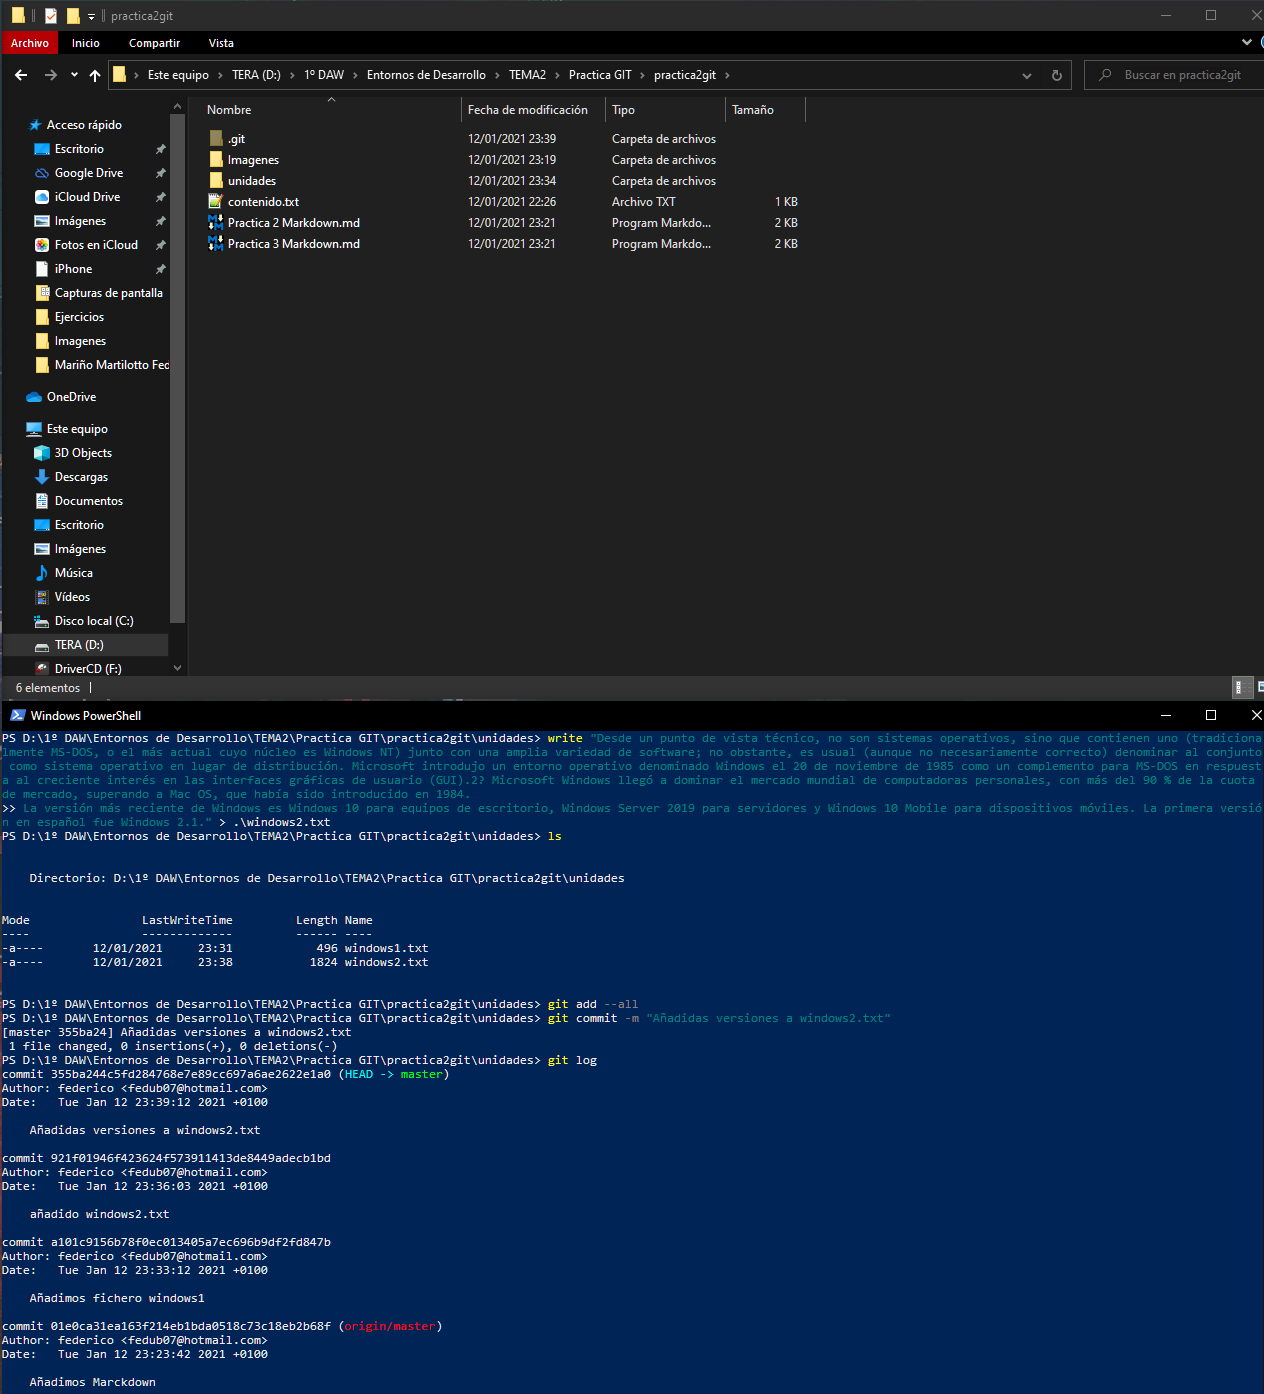 practica2git
Archivo Inicio Compartir Vista
Este equipo > TERA (D:) > 1º DAW > Entornos de Desarrollo > TEMA2 > Practica GIT > practica2git >
Buscar en practica2git
Nombre Fecha de modificación Tipo Tamaño
.git 12/01/2021 23:39 Carpeta de archivos
Imagenes 12/01/2021 23:19 Carpeta de archivos
unidades 12/01/2021 23:34 Carpeta de archivos
contenido.txt 12/01/2021 22:26 Archivo TXT 1 KB
Practica 2 Markdown.md 12/01/2021 23:21 Program Markdo... 2 KB
Practica 3 Markdown.md 12/01/2021 23:21 Program Markdo... 2 KB
Acceso rápido
Escritorio
Google Drive
iCloud Drive
Imágenes
Fotos en iCloud
iPhone
Capturas de pantalla
Ejercicios
Imagenes
Mariño Martilotto Fed
OneDrive
Este equipo
3D Objects
Descargas
Documentos
Escritorio
Imágenes
Música
Vídeos
Disco local (C:)
TERA (D:)
DriverCD (F:)
6 elementos
Windows PowerShell
PS D:\1º DAW\Entornos de Desarrollo\TEMA2\Practica GIT\practica2git\unidades> write "Desde un punto de vista técnico, no son sistemas operativos, sino que contienen uno (tradiciona
lmente MS-DOS, o el más actual cuyo núcleo es Windows NT) junto con una amplia variedad de software; no obstante, es usual (aunque no necesariamente correcto) denominar al conjunto
como sistema operativo en lugar de distribución. Microsoft introdujo un entorno operativo denominado Windows el 20 de noviembre de 1985 como un complemento para MS-DOS en respuest
a al creciente interés en las interfaces gráficas de usuario (GUI).2? Microsoft Windows llegó a dominar el mercado mundial de computadoras personales, con más del 90 % de la cuota
de mercado, superando a Mac OS, que había sido introducido en 1984.
>> La versión más reciente de Windows es Windows 10 para equipos de escritorio, Windows Server 2019 para servidores y Windows 10 Mobile para dispositivos móviles. La primera versió
n en español fue Windows 2.1." > .\windows2.txt
PS D:\1º DAW\Entornos de Desarrollo\TEMA2\Practica GIT\practica2git\unidades> ls
Directorio: D:\1º DAW\Entornos de Desarrollo\TEMA2\Practica GIT\practica2git\unidades
Mode LastWriteTime Length Name
---- ------------- ------ ----
-a---- 12/01/2021 23:31 496 windows1.txt
-a---- 12/01/2021 23:38 1824 windows2.txt
PS D:\1º DAW\Entornos de Desarrollo\TEMA2\Practica GIT\practica2git\unidades> git add --all
PS D:\1º DAW\Entornos de Desarrollo\TEMA2\Practica GIT\practica2git\unidades> git commit -m "Añadidas versiones a windows2.txt"
[master 355ba24] Añadidas versiones a windows2.txt
1 file changed, 0 insertions(+), 0 deletions(-)
PS D:\1º DAW\Entornos de Desarrollo\TEMA2\Practica GIT\practica2git\unidades> git log
commit 355ba244c5fd284768e7e89cc697a6ae2622e1a0 (HEAD -> master)
Author: federico <fedub07@hotmail.com>
Date: Tue Jan 12 23:39:12 2021 +0100
Añadidas versiones a windows2.txt
commit 921f01946f423624f573911413de8449adecb1bd
Author: federico <fedub07@hotmail.com>
Date: Tue Jan 12 23:36:03 2021 +0100
añadido windows2.txt
commit a101c9156b78f0ec013405a7ec696b9df2fd847b
Author: federico <fedub07@hotmail.com>
Date: Tue Jan 12 23:33:12 2021 +0100
Añadimos fichero windows1
commit 01e0ca31ea163f214eb1bda0518c73c18eb2b68f (origin/master)
Author: federico <fedub07@hotmail.com>
Date: Tue Jan 12 23:23:42 2021 +0100
Añadimos Marckdown